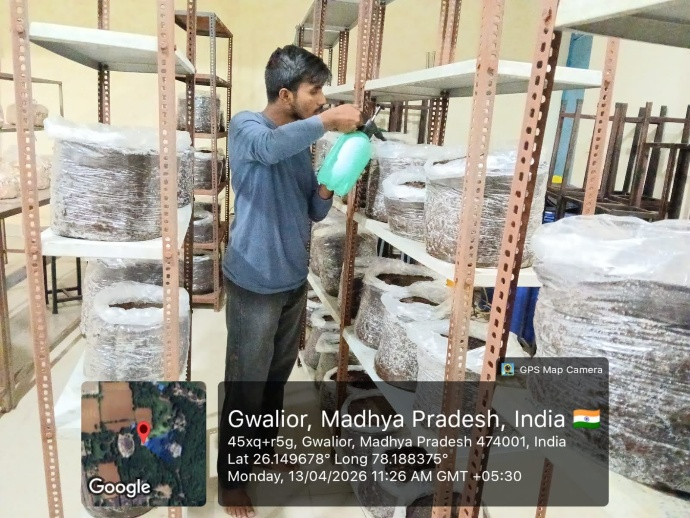 GPS Map Camera
Gwalior, Madhya Pradesh, India 🇮🇳
45xq+r5g, Gwalior, Madhya Pradesh 474001, India
Lat 26.149678° Long 78.188375°
Monday, 13/04/2026 11:26 AM GMT +05:30
Google